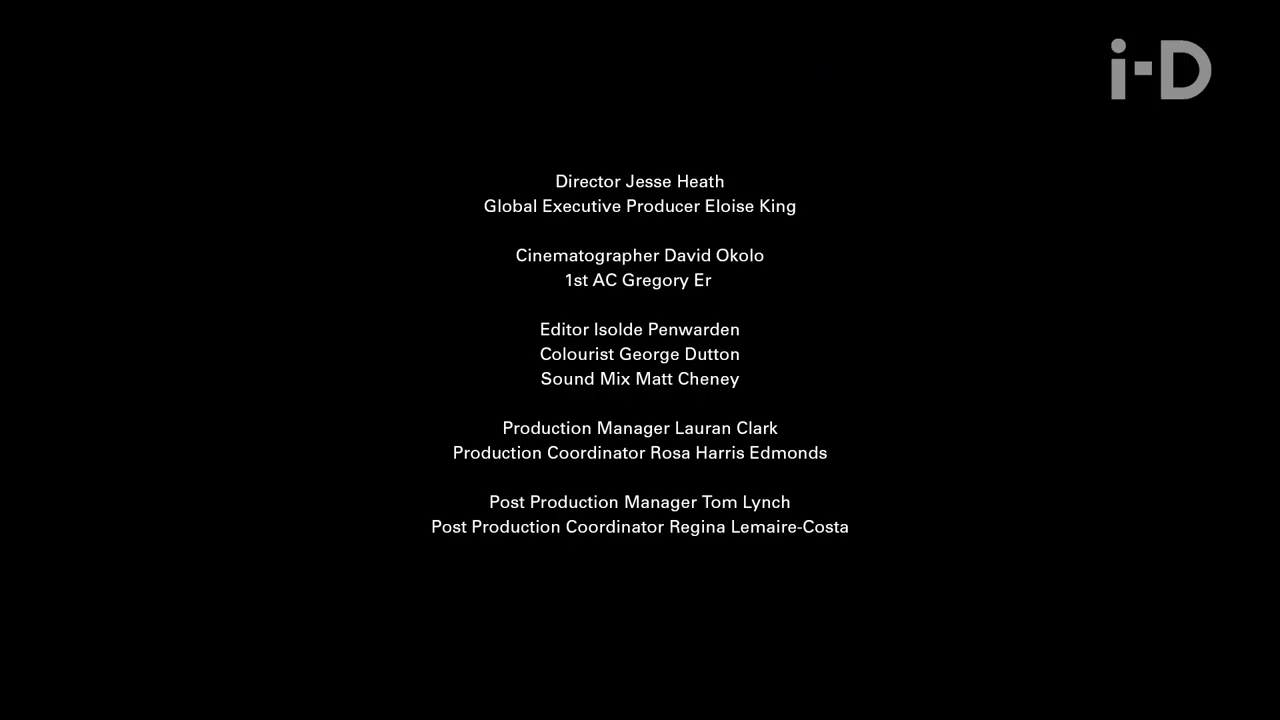 i-D
Director Jesse Heath
Global Executive Producer Eloise King
Cinematographer David Okolo
1st AC Gregory Er
Editor Isolde Penwarden
Colourist George Dutton
Sound Mix Matt Cheney
Production Manager Lauran Clark
Production Coordinator Rosa Harris Edmonds
Post Production Manager Tom Lynch
Post Production Coordinator Regina Lemaire-Costa